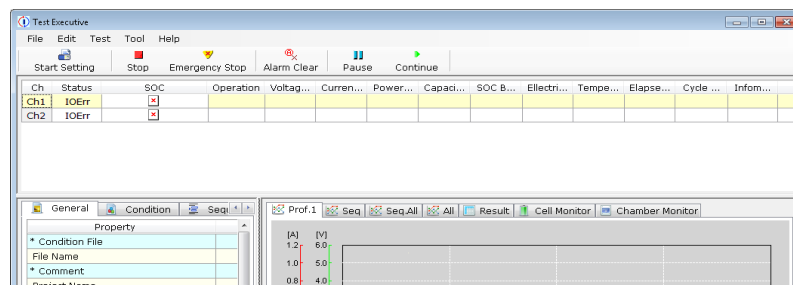 Test Executive
File Edit Test Tool Help
Start Setting Stop Emergency Stop Alarm Clear Pause Continue
Ch Status SOC Operation Voltag... Curren... Power... Capaci... SOC B... Ellectri... Tempe... Elapse... Cycle ... Infom...
Ch1 IOErr
Ch2 IOErr
General Condition Seq
Property
* Condition File
File Name
* Comment
Project Name
Prof.1 Seq Seq.All All Result Cell Monitor Chamber Monitor
[A] [V]
1.2 6.0
1.0 5.0
0.8 4.0